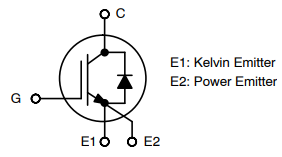 C
E1: Kelvin Emitter
E2: Power Emitter
G
E1 E2